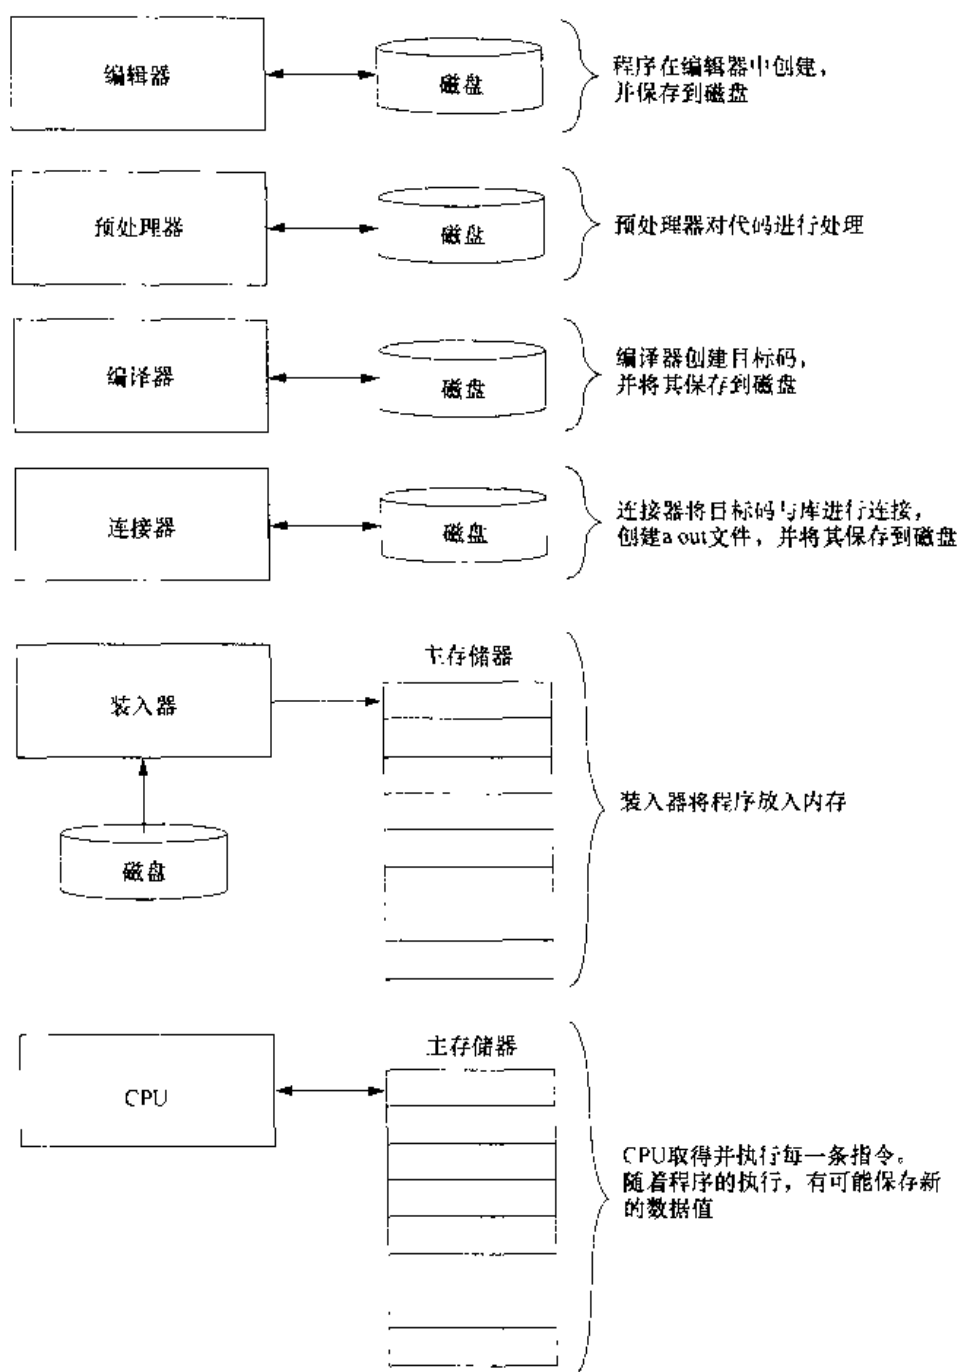 编辑器
磁盘
程序在编辑器中创建，
并保存到磁盘
预处理器
磁盘
预处理器对代码进行处理
编译器
磁盘
编译器创建目标码，
并将其保存到磁盘
连接器
磁盘
连接器将目标码与库进行连接，
创建a out文件，并将其保存到磁盘
装入器
主存储器
磁盘
装入器将程序放入内存
CPU
主存储器
CPU取得并执行每一条指令。
随着程序的执行，有可能保存新
的数据值